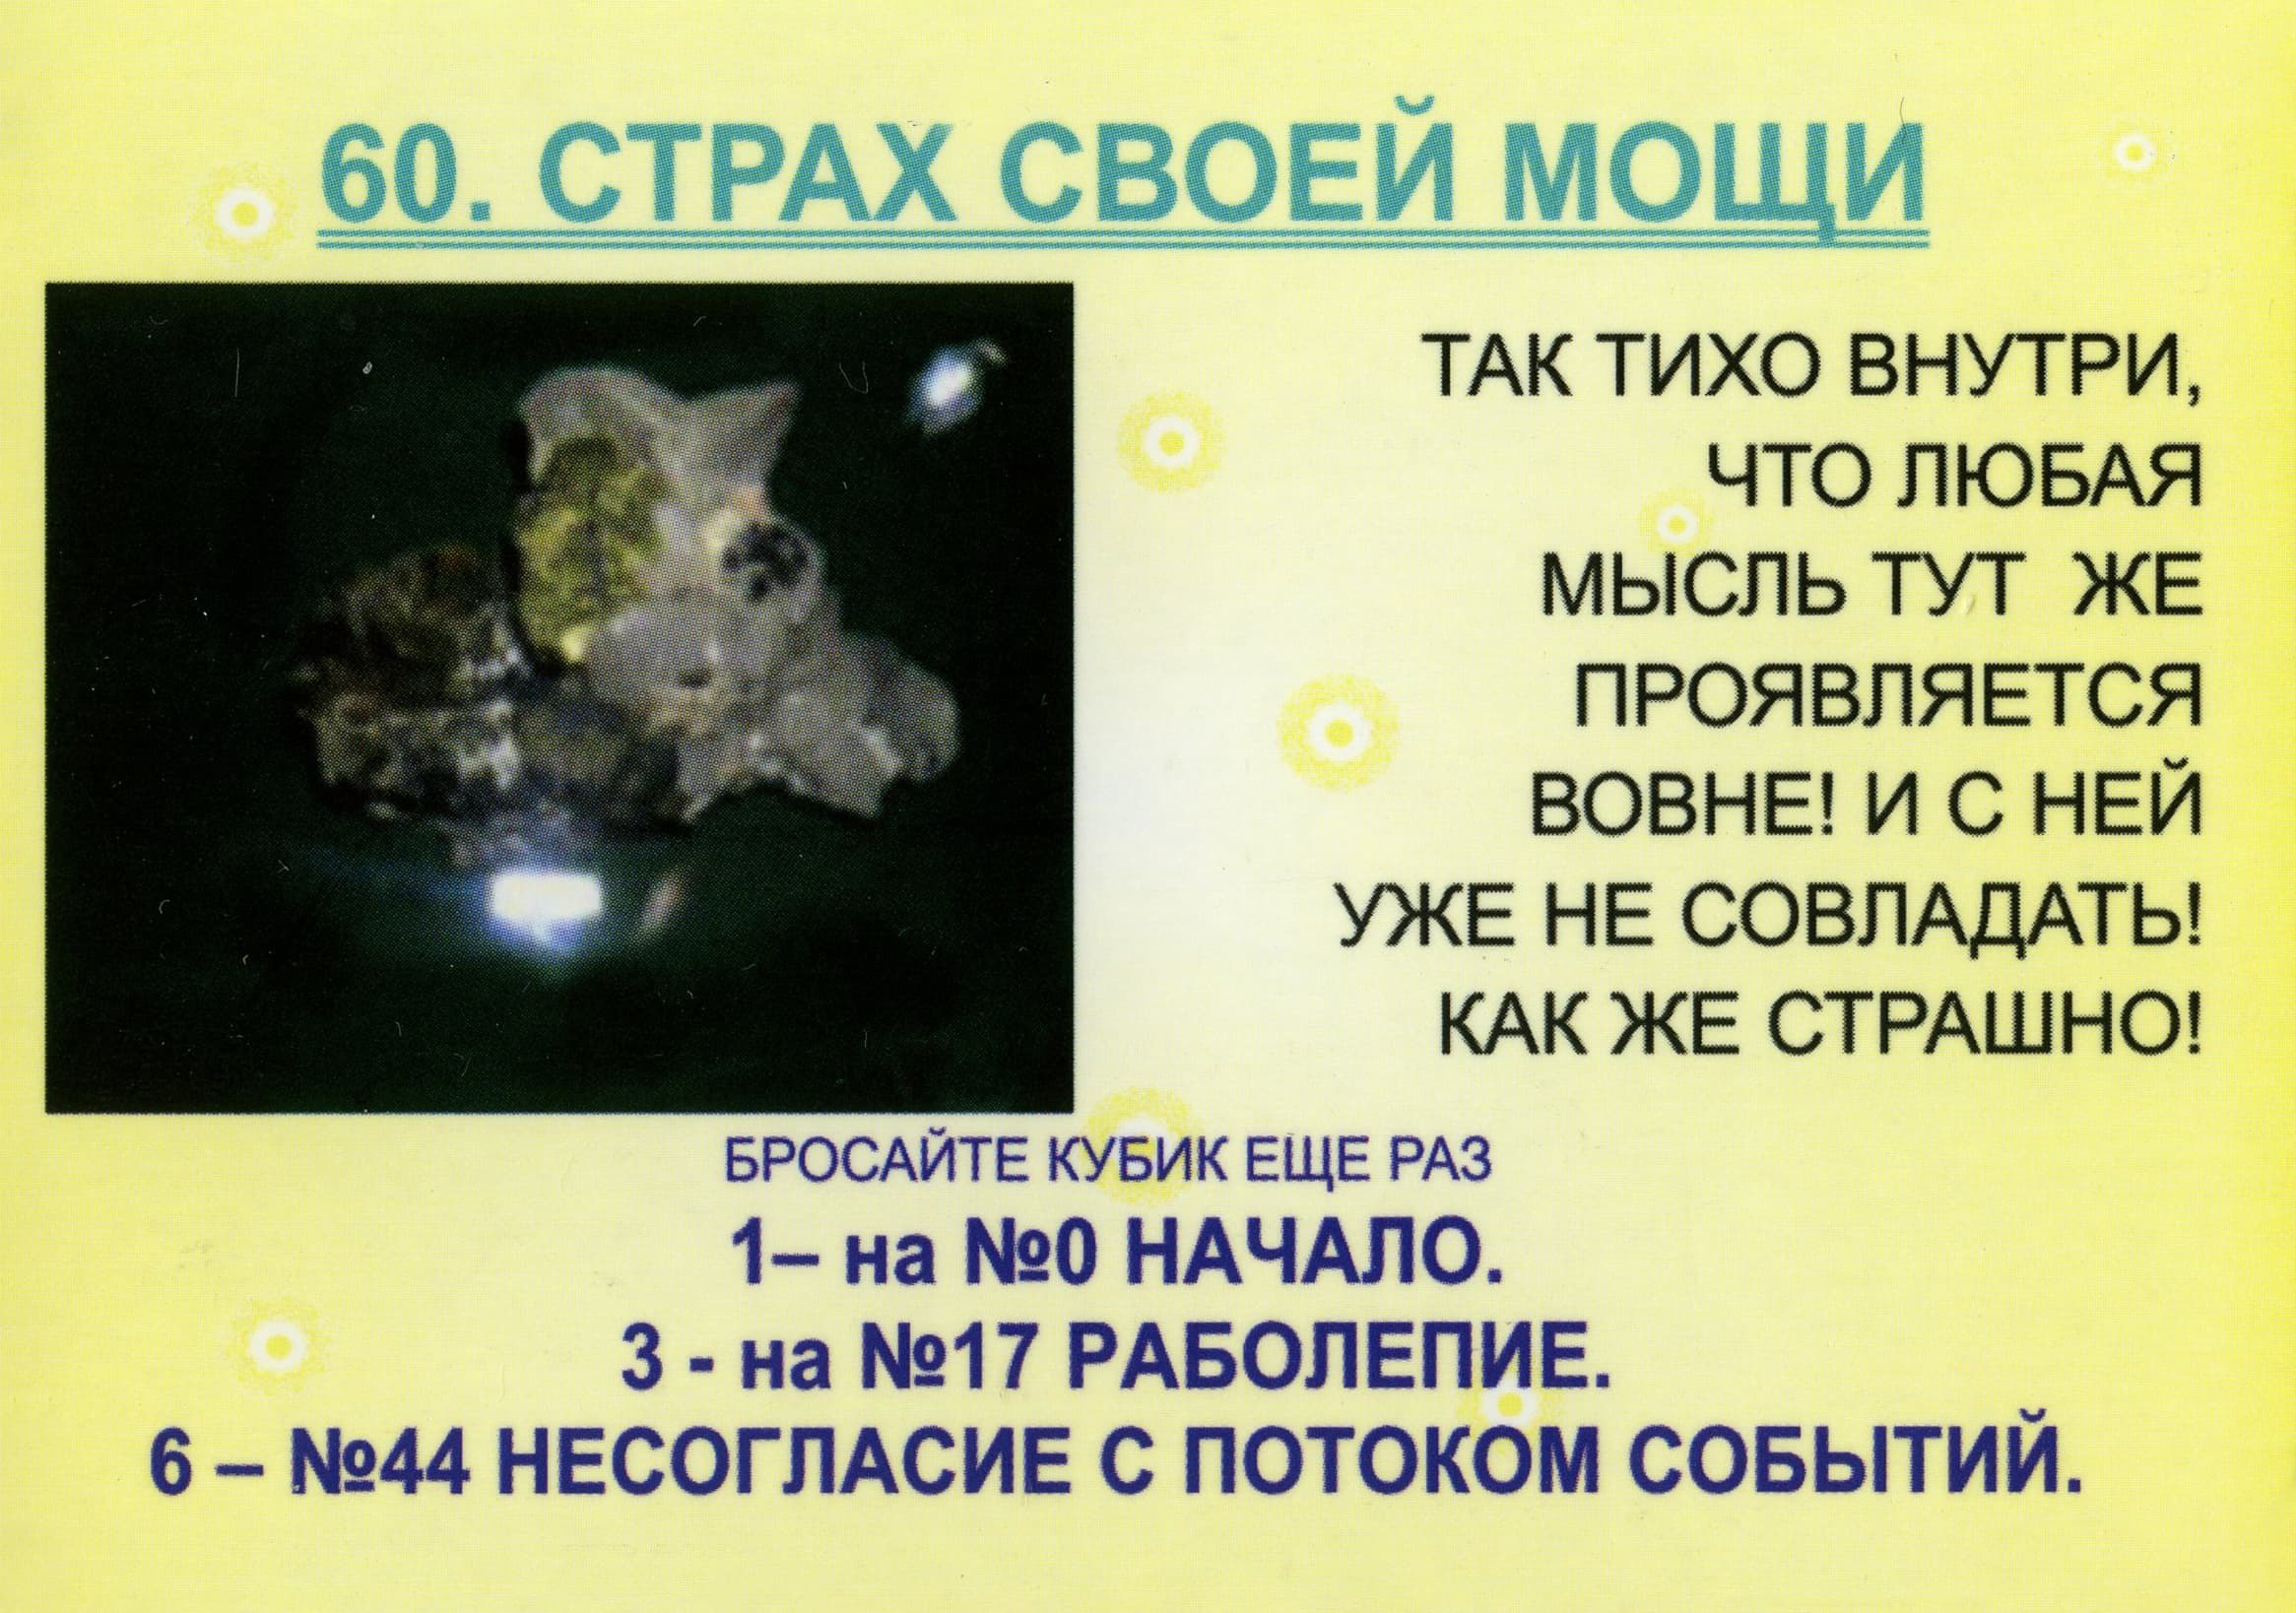 60. СТРАХ СВОЕЙ МОЩИ
ТАК ТИХО ВНУТРИ,
ЧТО ЛЮБАЯ
МЫСЛЬ ТУТ ЖЕ
ПРОЯВЛЯЕТСЯ
ВОВНЕ! И С НЕЙ
УЖЕ НЕ СОВЛАДАТЬ!
КАК ЖЕ СТРАШНО!
БРОСАЙТЕ КУБИК ЕЩЕ РАЗ
1– на №0 НАЧАЛО.
3 - на №17 РАБОЛЕПИЕ.
6 – №44 НЕСОГЛАСИЕ С ПОТОКОМ СОБЫТИЙ.